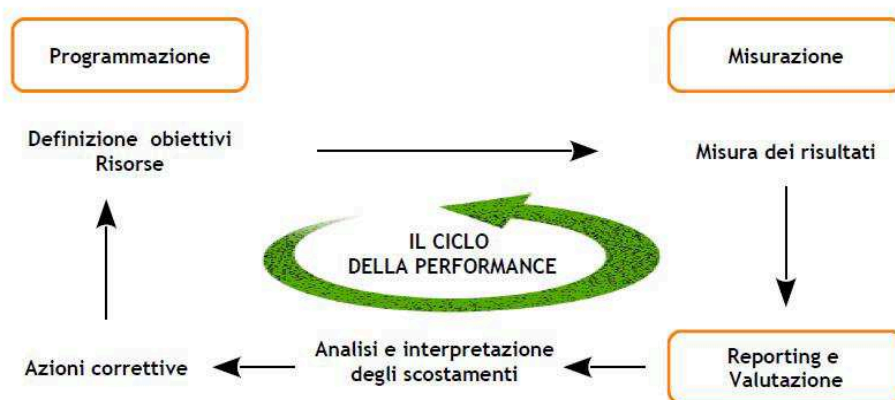 Programmazione
Misurazione
Definizione obiettivi
Risorse
Misura dei risultati
IL CICLO
DELLA PERFORMANCE
Azioni correttive
Analisi e interpretazione
degli scostamenti
Reporting e
Valutazione